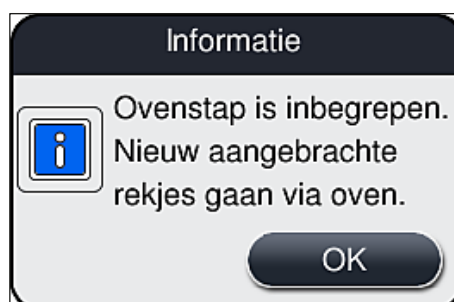 Informatie
Ovenstap is inbegrepen.
Nieuw aangebrachte
rekjes gaan via oven.
OK